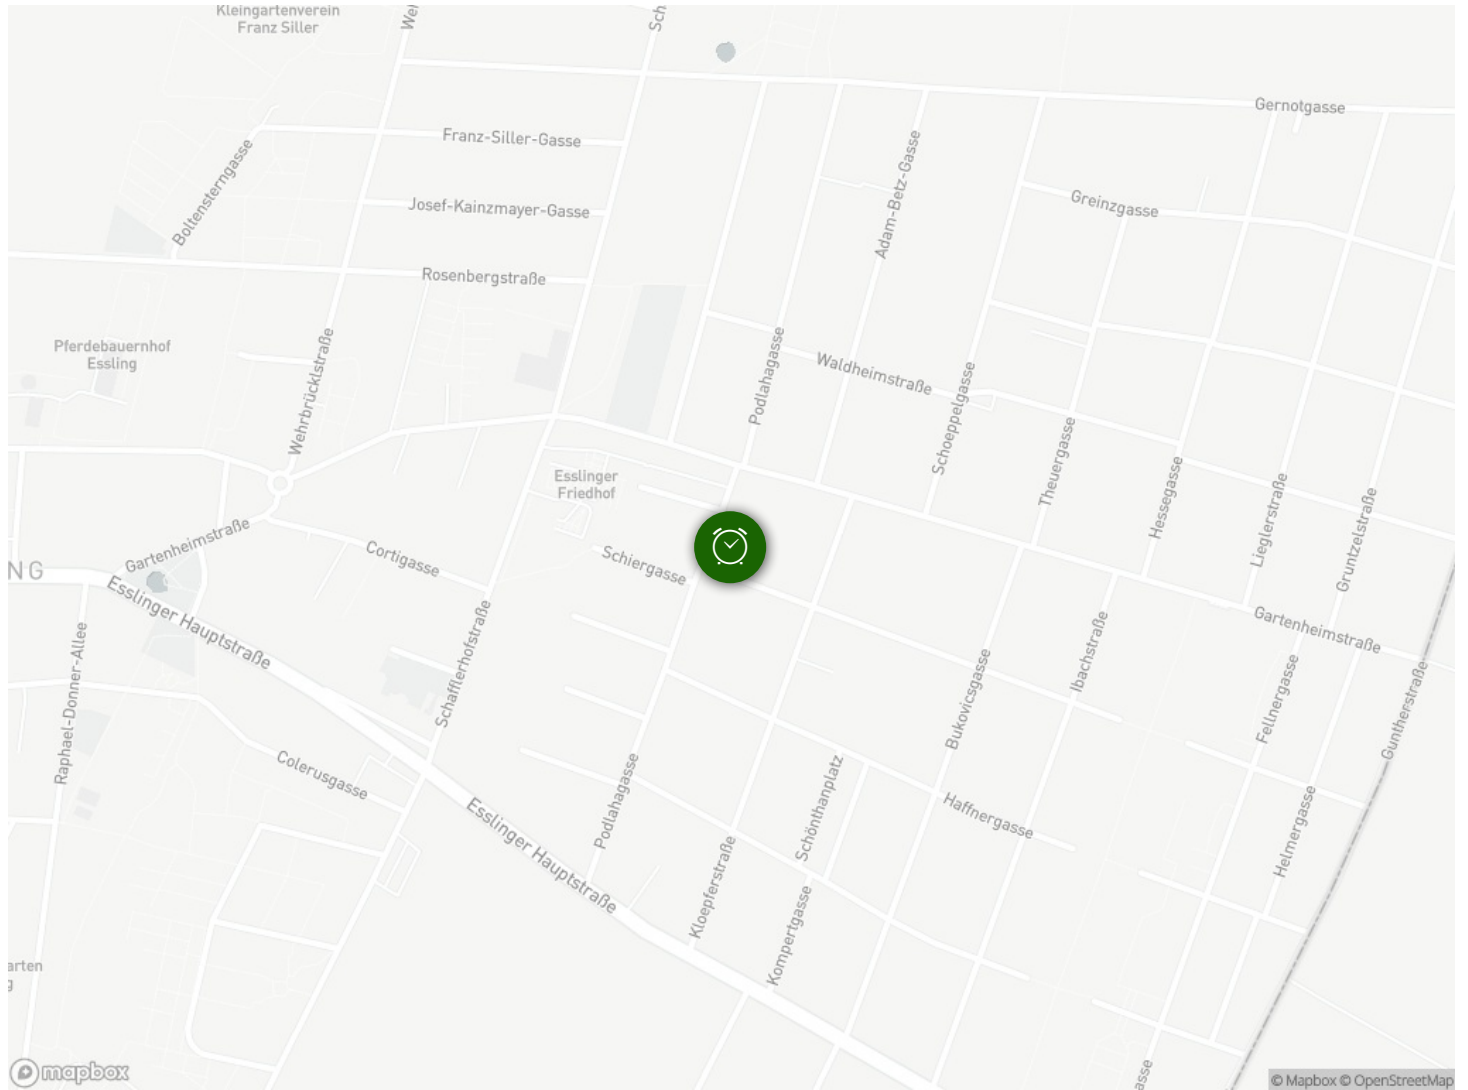 Kleingartenverein
Franz Siller
Gernotgasse
Franz-Siller-Gasse
Boltensterngasse
Adam-Betz-Gasse
Josef-Kainzmayer-Gasse
Greinzgasse
Rosenbergstraße
Pferdebauernhof
Essling
Wehrbrücklstraße
Podlahagasse
Waldheimstraße
Schoeppelgasse
Theuergasse
Hessegasse
Lieglerstraße
Gruntzelstraße
Esslinger
Friedhof
Gartenheimstraße
Cortigasse
Schiergasse
NG
Esslinger Hauptstraße
Schafflerhofstraße
Raphael-Donner-Allee
Ibachstraße
Gartenheimstraße
Bukovicsgasse
Fellnergasse
Guntherstraße
Colerusgasse
Podlahagasse
Schönthanplatz
Haffnergasse
Helmergasse
Esslinger Hauptstraße
Kloepferstraße
Kompertgasse
arten
mapbox
© Mapbox © OpenStreetMap